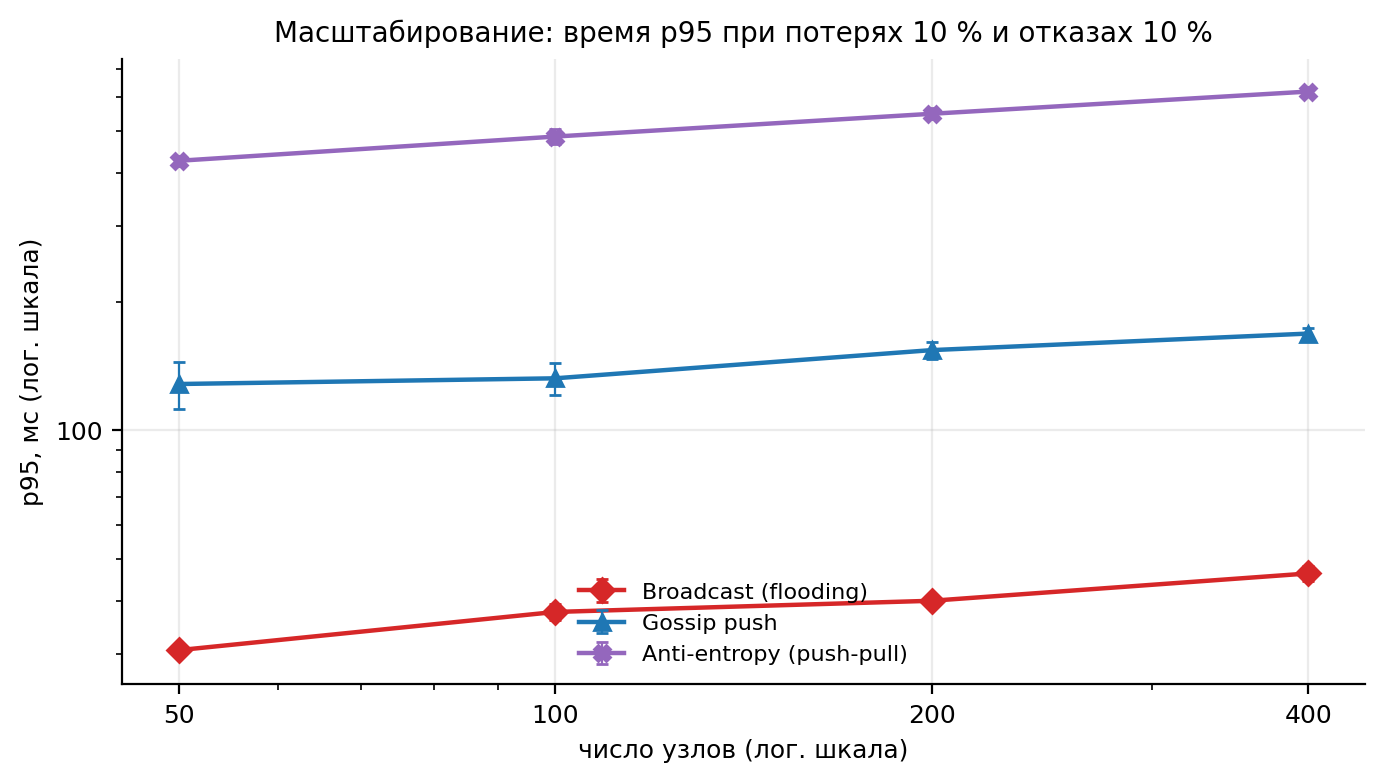 Масштабирование: время p95 при потерях 10 % и отказах 10 %
p95, мс (лог. шкала)
100
Broadcast (flooding)
Gossip push
Anti-entropy (push-pull)
50 100 200 400
число узлов (лог. шкала)